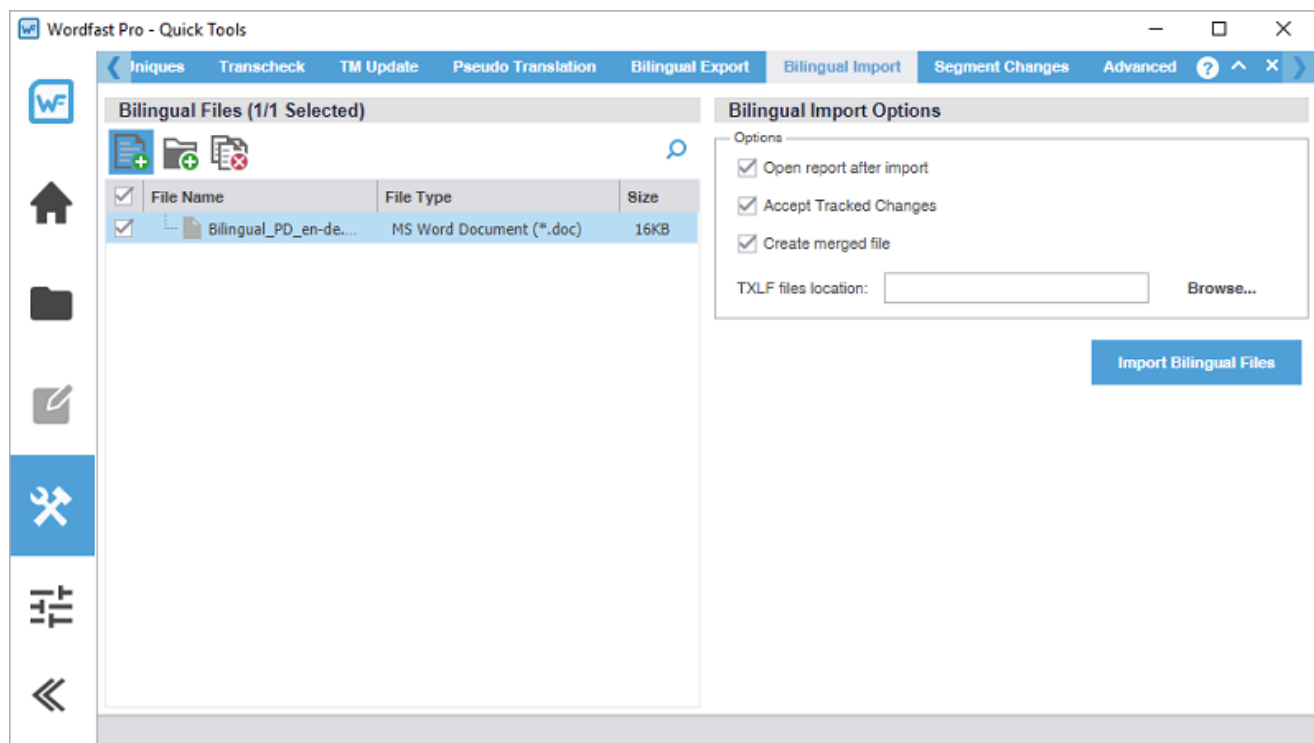 Wordfast Pro - Quick Tools
Uniques Transcheck TM Update Pseudo Translation Bilingual Export Bilingual Import Segment Changes Advanced ?
WF
Bilingual Files (1/1 Selected)
File Name File Type Size
Bilingual_PD_en-de.... MS Word Document (*.doc) 16KB
Bilingual Import Options
Options
Open report after import
Accept Tracked Changes
Create merged file
TXLF files location: Browse...
Import Bilingual Files